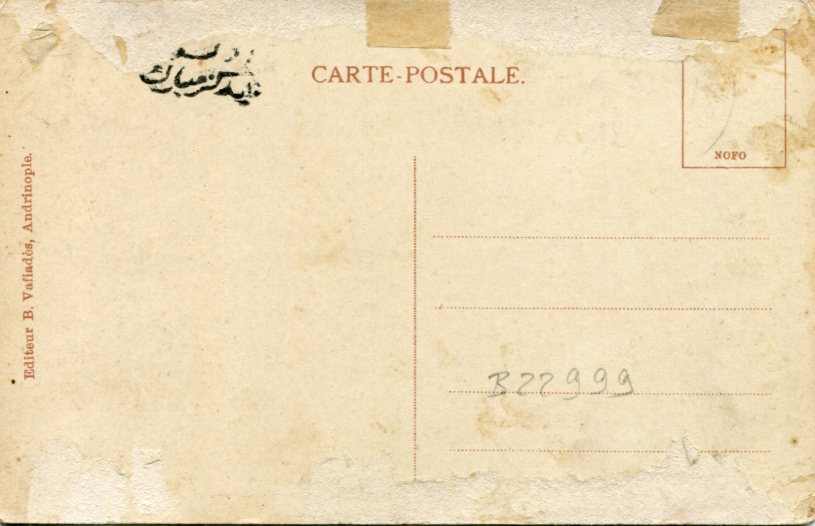 CARTE-POSTALE.
NOFO
Editeur B. Vafiadès, Andrinople.
B22999